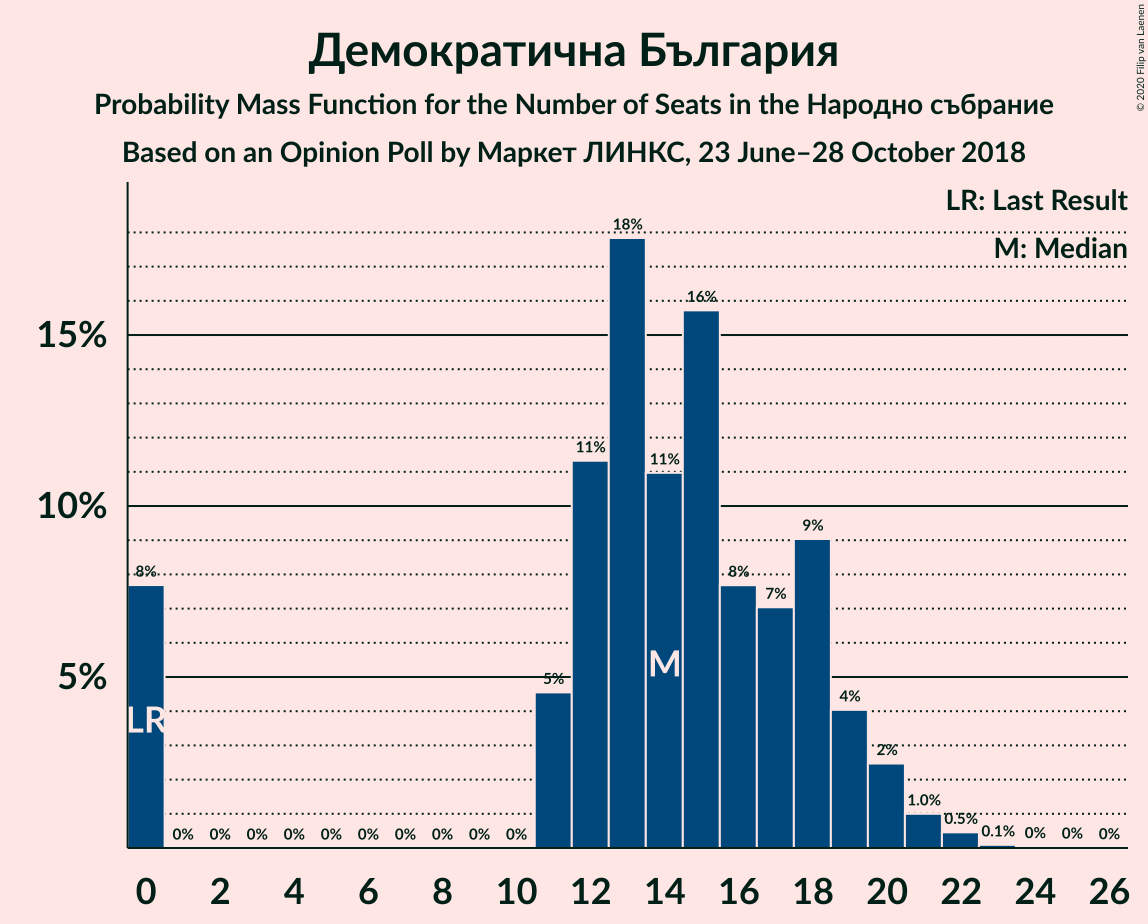 Демократична България
Probability Mass Function for the Number of Seats in the Народно събрание
Based on an Opinion Poll by Маркет ЛИНКС, 23 June–28 October 2018
© 2020 Filip van Laenen
LR: Last Result
M: Median
18%
16%
15%
11%
11%
10%
9%
8%
8%
7%
5%
5%
M
4%
LR
2%
1.0%
0.5%
0.1%
0% 0% 0% 0% 0% 0% 0% 0% 0% 0% 0% 0% 0%
0 2 4 6 8 10 12 14 16 18 20 22 24 26